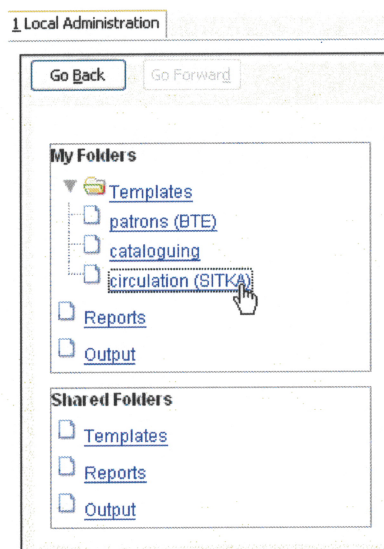 1 Local Administration
Go Back Go Forward
My Folders
Templates
patrons (BTE)
cataloguing
circulation (SITKA)
Reports
Output
Shared Folders
Templates
Reports
Output